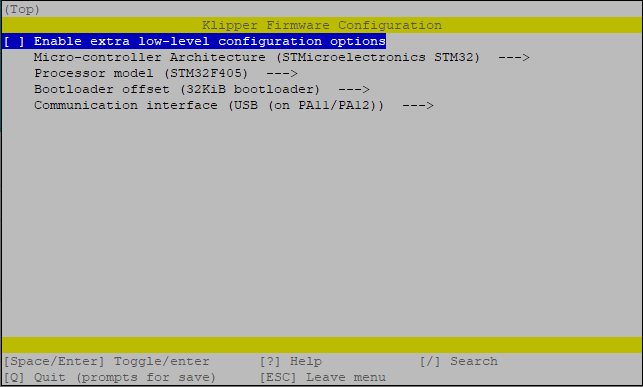 (Top)
Klipper Firmware Configuration
[ ] Enable extra low-level configuration options
Micro-controller Architecture (STMicroelectronics STM32)  --->
Processor model (STM32F405)  --->
Bootloader offset (32KiB bootloader)  --->
Communication interface (USB (on PA11/PA12))  --->
[Space/Enter] Toggle/enter [?] Help [/] Search
[Q] Quit (prompts for save) [ESC] Leave menu